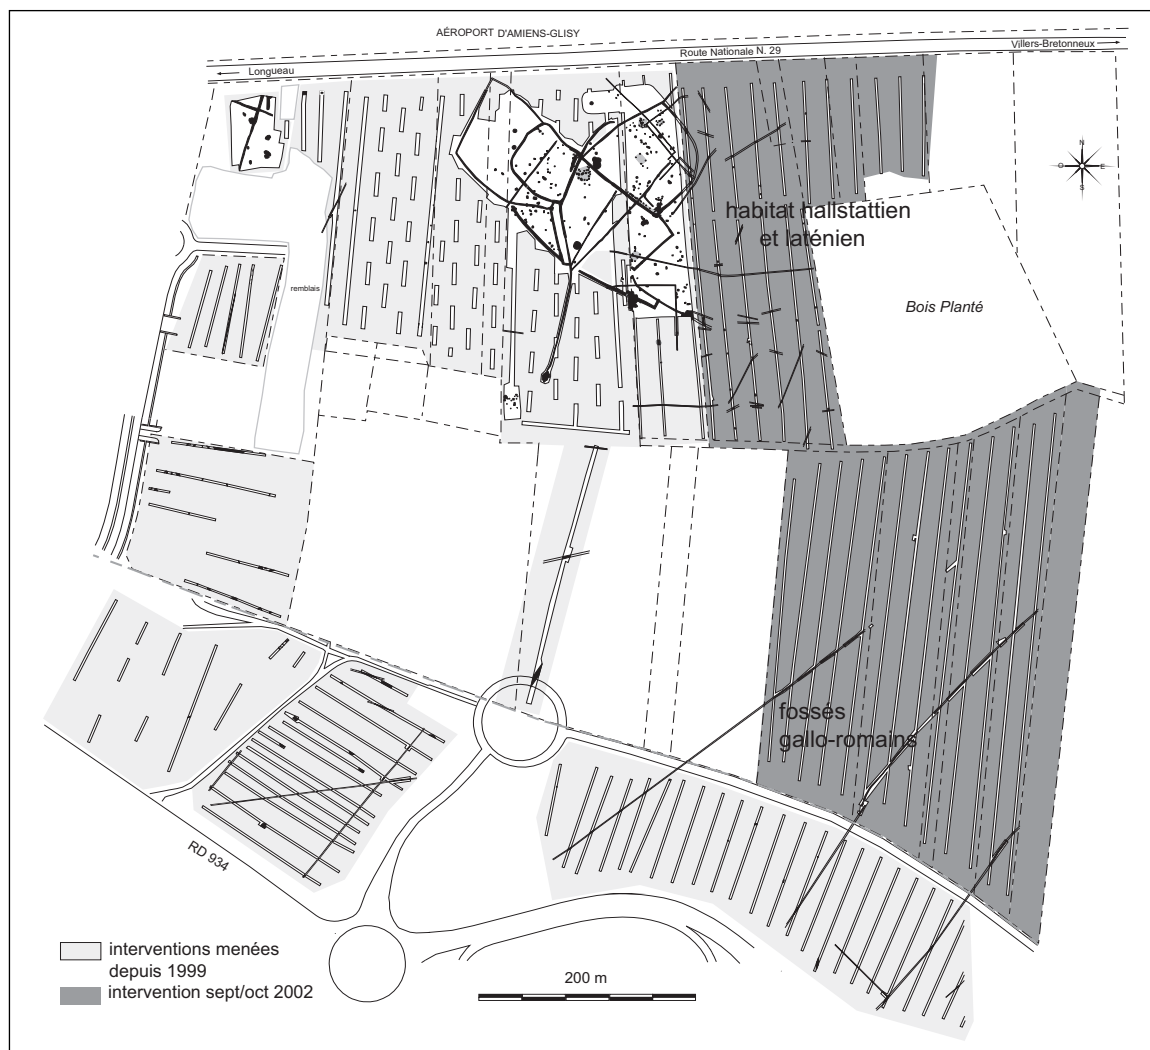 AÉROPORT D'AMIENS-GLISY
Route Nationale N. 29
Villers-Bretonneux
Longueau
N
O
E
S
habitat hallstattien
et laténien
Bois Planté
remblais
fossés
gallo-romains
RD 934
interventions menées
depuis 1999
intervention sept/oct 2002
200 m